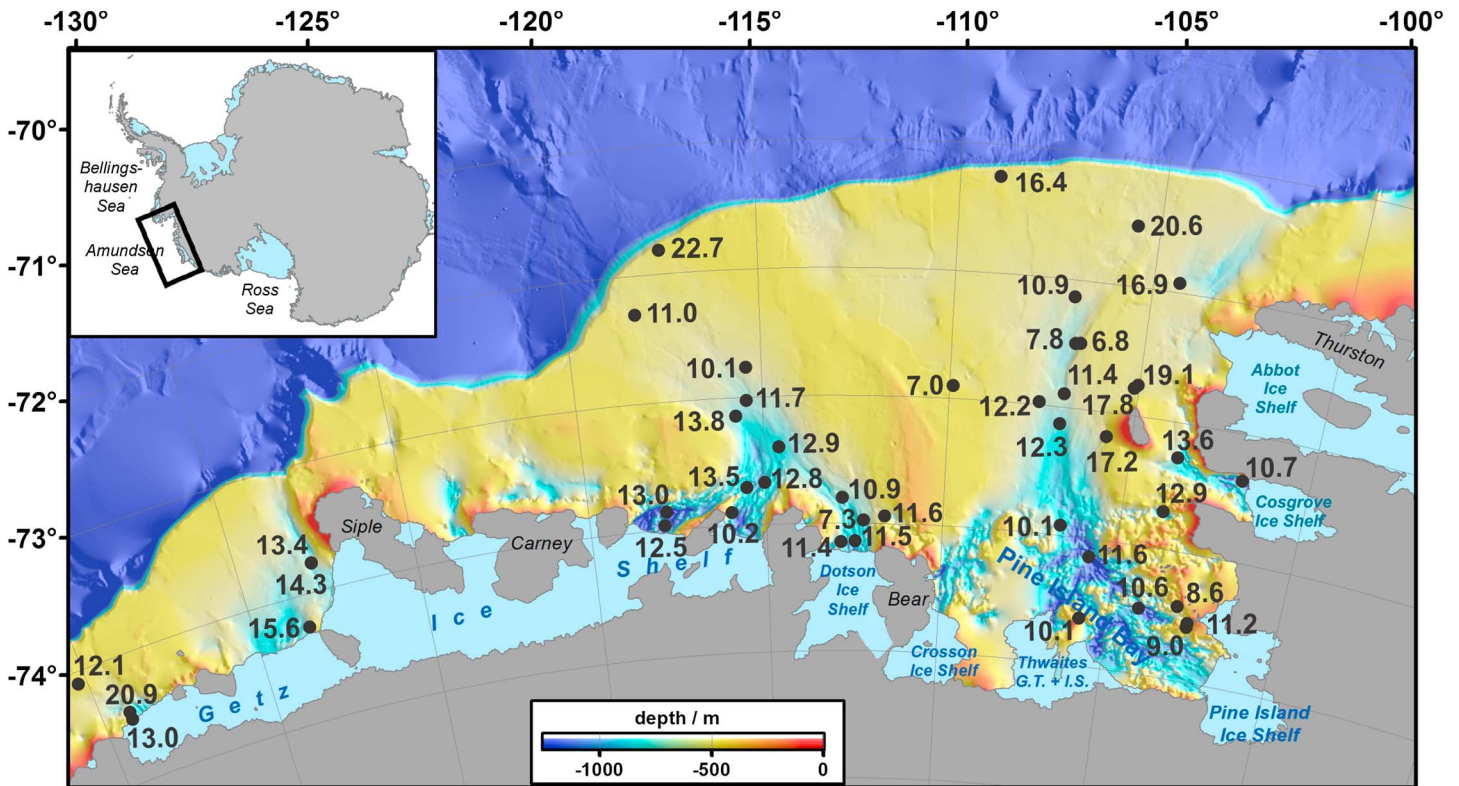 -130° -125° -120° -115° -110° -105° -100°
-70°
-71°
-72°
-73°
-74°
Bellings-
hausen
Sea
Amundsen
Sea
Ross
Sea
16.4
20.6
22.7
10.9
16.9
11.0
7.8
6.8
Thurston
10.1
11.4
19.1
Abbot
Ice
Shelf
7.0
11.7
12.2
17.8
13.8
12.9
12.3
17.2
13.6
10.7
13.5
12.8
13.0
10.9
12.9
Cosgrove
Ice Shelf
Siple
Carney
12.5
10.2
7.3
11.6
10.1
13.4
11.4
11.5
11.6
14.3
Getz Ice Shelf
Dotson
Ice
Shelf
Bear
Pine Island Bay
10.6
8.6
15.6
10.1
11.2
9.0
Crosson
Ice Shelf
Thwaites
G.T. + I.S.
12.1
20.9
13.0
Pine Island
Ice Shelf
depth / m
-1000 -500 0